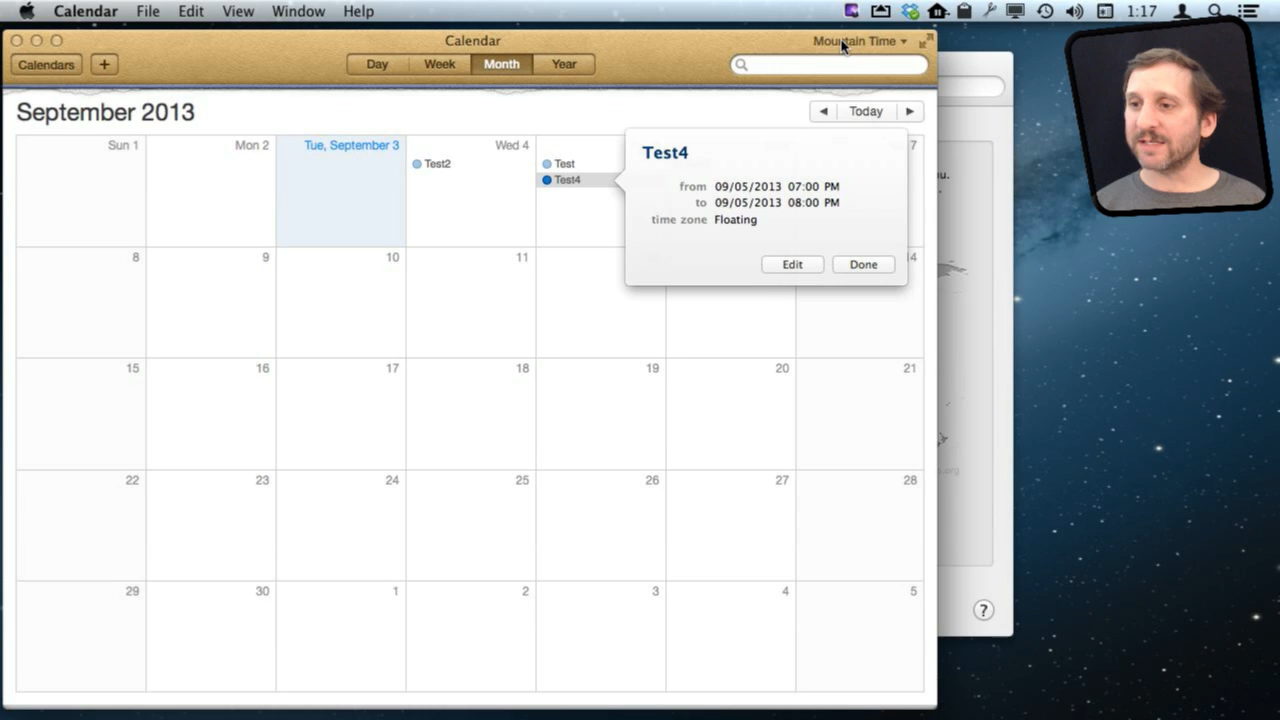 Calendar File Edit View Window Help 1:17
Calendar
Mountain Time
Calendars + Day Week Month Year
September 2013
Today
Sun 1 Mon 2 Tue, September 3 Wed 4 7
Test2 Test
Test4
Test4
from 09/05/2013 07:00 PM
to 09/05/2013 08:00 PM
time zone Floating
Edit Done
8 9 10 11 14
15 16 17 18 19 20 21
22 23 24 25 26 27 28
29 30 1 2 3 4 5
?